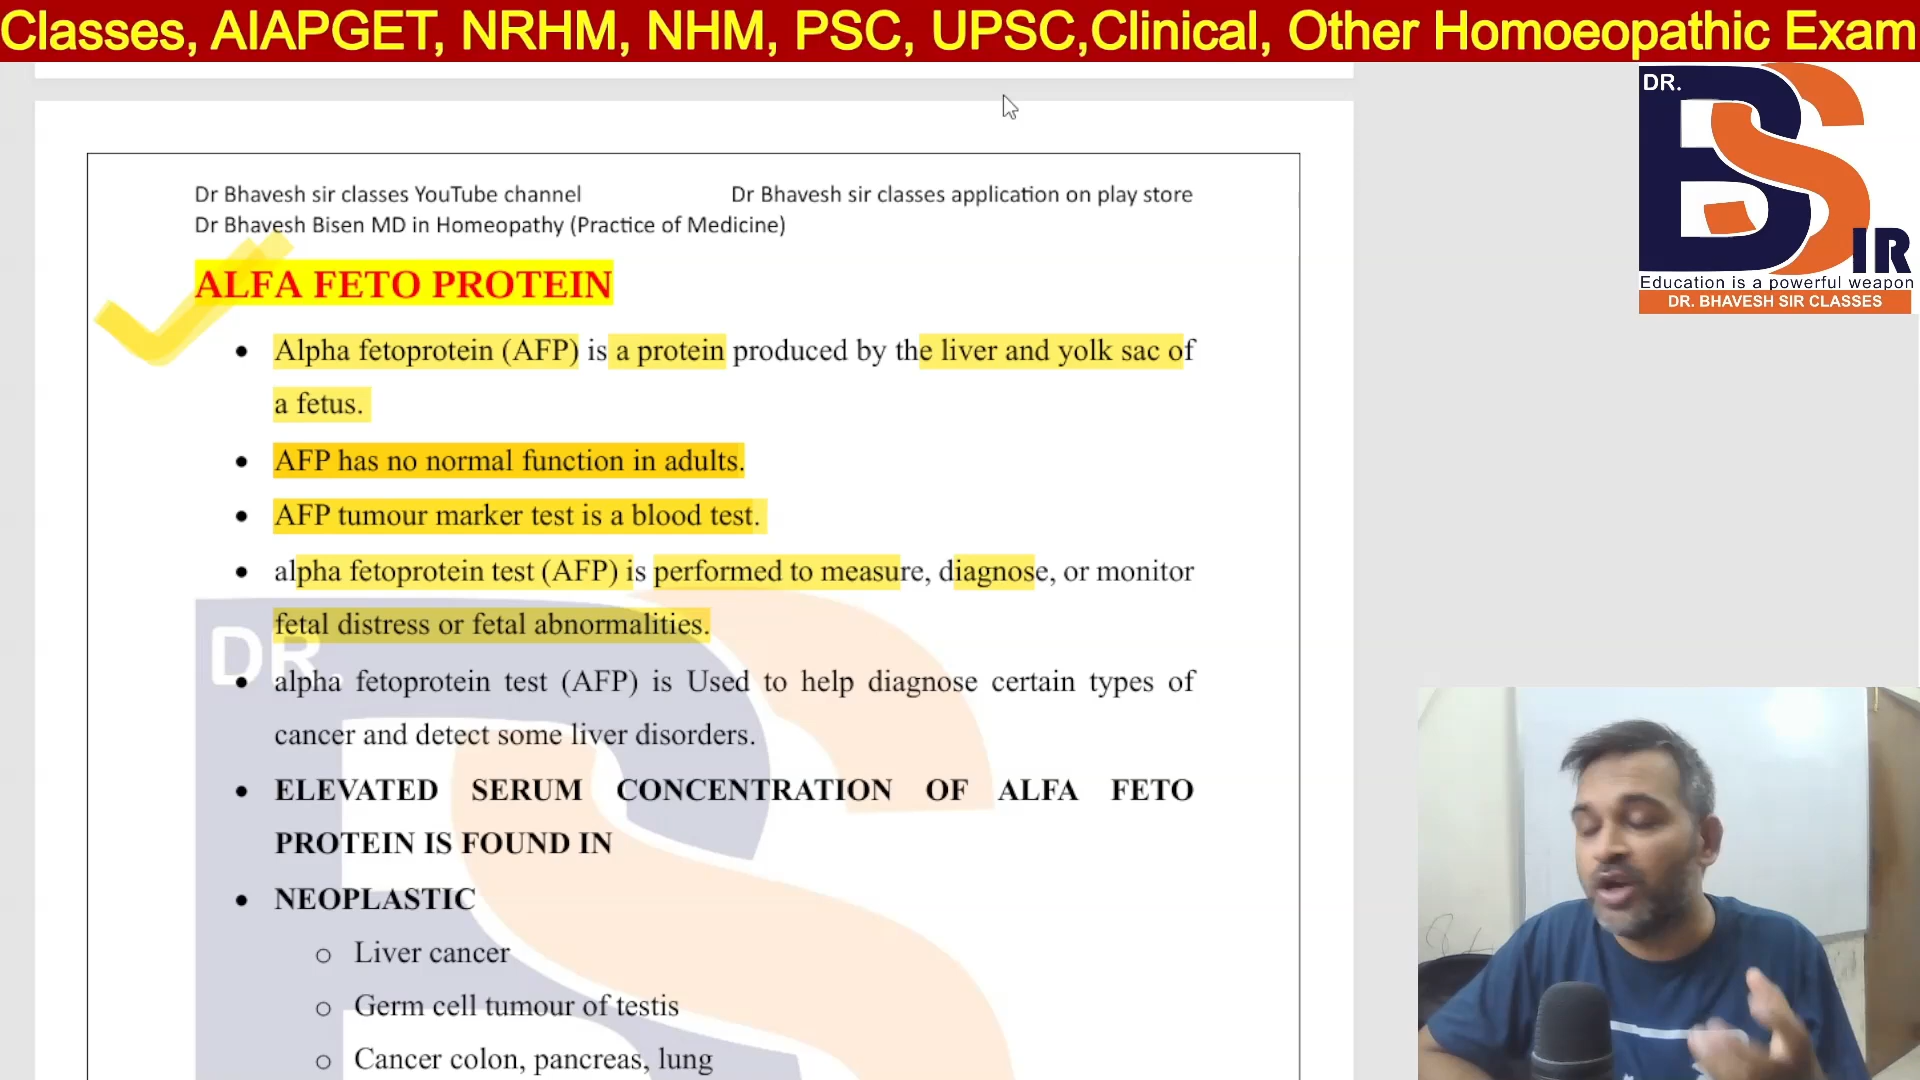 Classes, AIAPGET, NRHM, NHM, PSC, UPSC,Clinical, Other Homoeopathic Exam
DR.
BSIR
Education is a powerful weapon
DR. BHAVESH SIR CLASSES
Dr Bhavesh sir classes YouTube channel Dr Bhavesh sir classes application on play store
Dr Bhavesh Bisen MD in Homeopathy (Practice of Medicine)
ALFA FETO PROTEIN
• Alpha fetoprotein (AFP) is a protein produced by the liver and yolk sac of
a fetus.
• AFP has no normal function in adults.
• AFP tumour marker test is a blood test.
• alpha fetoprotein test (AFP) is performed to measure, diagnose, or monitor
fetal distress or fetal abnormalities.
DR.
• alpha fetoprotein test (AFP) is Used to help diagnose certain types of
cancer and detect some liver disorders.
• ELEVATED SERUM CONCENTRATION OF ALFA FETO
PROTEIN IS FOUND IN
• NEOPLASTIC
o Liver cancer
o Germ cell tumour of testis
o Cancer colon, pancreas, lung